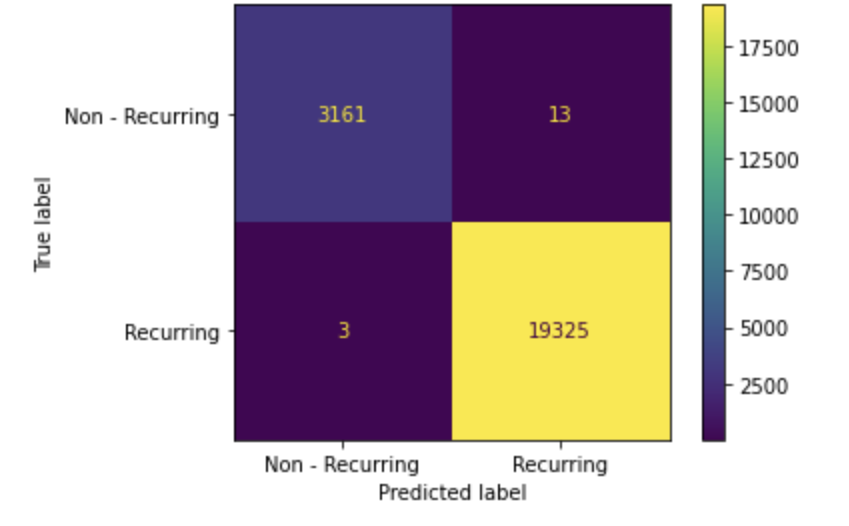 17500
3161
13
Non - Recurring
15000
12500
True label
10000
7500
Recurring
3
19325
5000
2500
Non - Recurring
Recurring
Predicted label